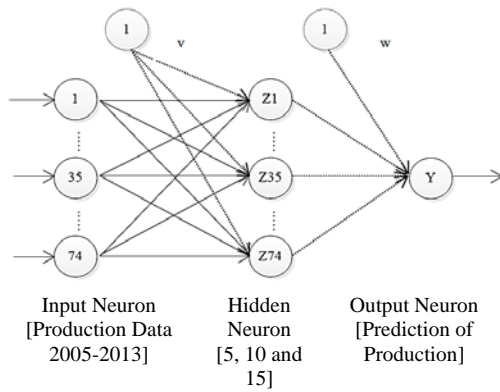 1 v 1 w
1 Z1
35 Z35 Y
74 Z74
Input Neuron
[Production Data
2005-2013]
Hidden
Neuron
[5, 10 and
15]
Output Neuron
[Prediction of
Production]